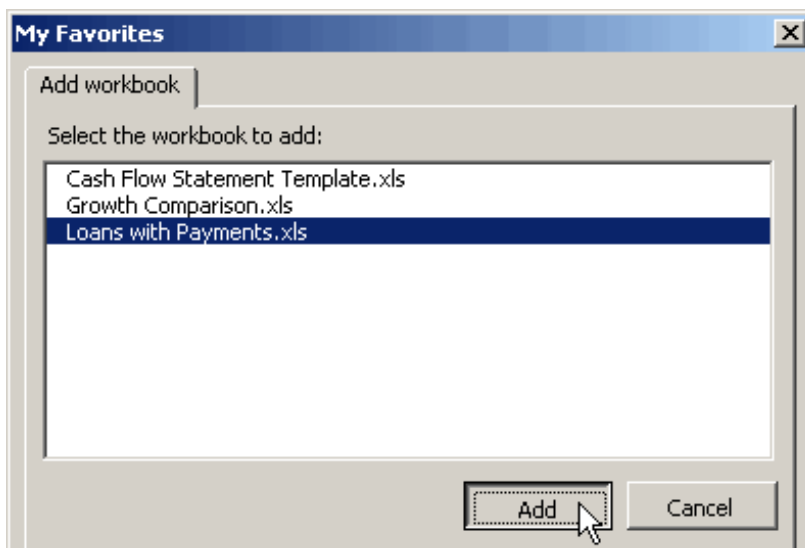 My Favorites
Add workbook
Select the workbook to add:
Cash Flow Statement Template.xls
Growth Comparison.xls
Loans with Payments.xls
Add
Cancel